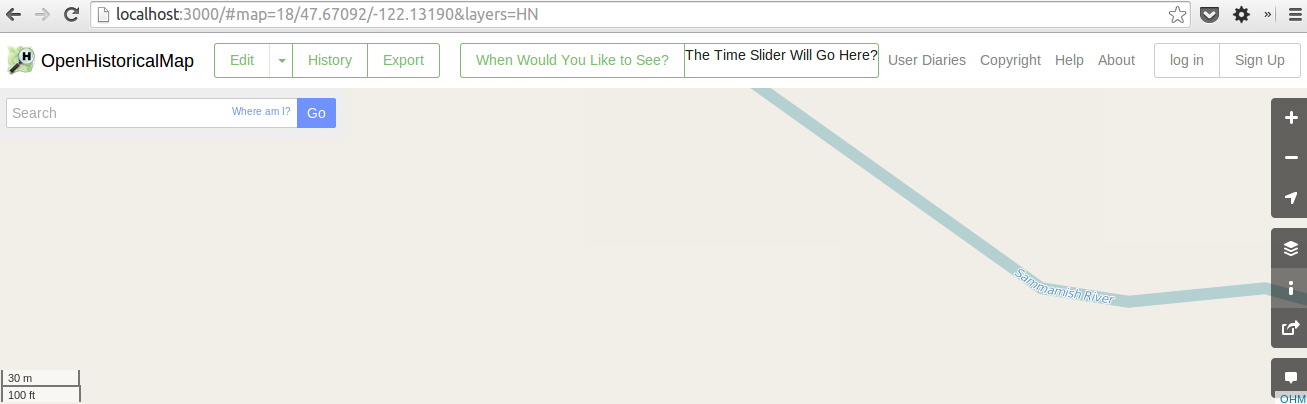 localhost:3000/#map=18/47.67092/-122.13190&layers=HN
OpenHistoricalMap Edit History Export When Would You Like to See? The Time Slider Will Go Here? User Diaries Copyright Help About log in Sign Up
Search Where am I? Go
Sammamish River
30 m
100 ft
OHM